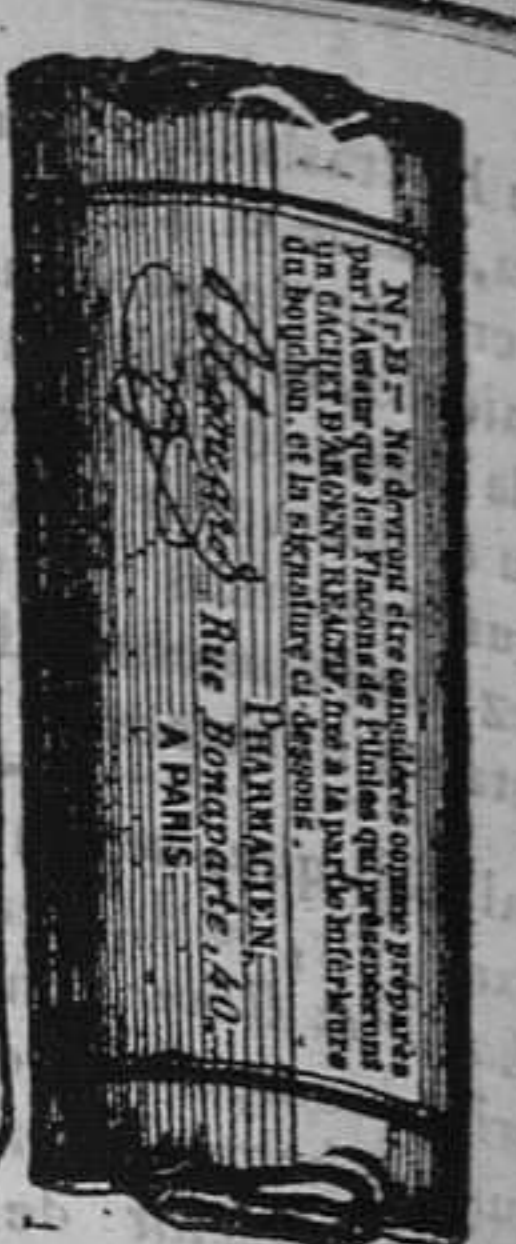 N. B. — Ne devront être considérés comme préparés
par l'Auteur que les Flacons de Pilules qui présenteront
un CACHET D'ARGENT RÉACTIF, fixé à la partie inférieure
du bouchon, et la signature ci-dessous.
PHARMACIEN,
Rue Bonaparte, 40.
A PARIS